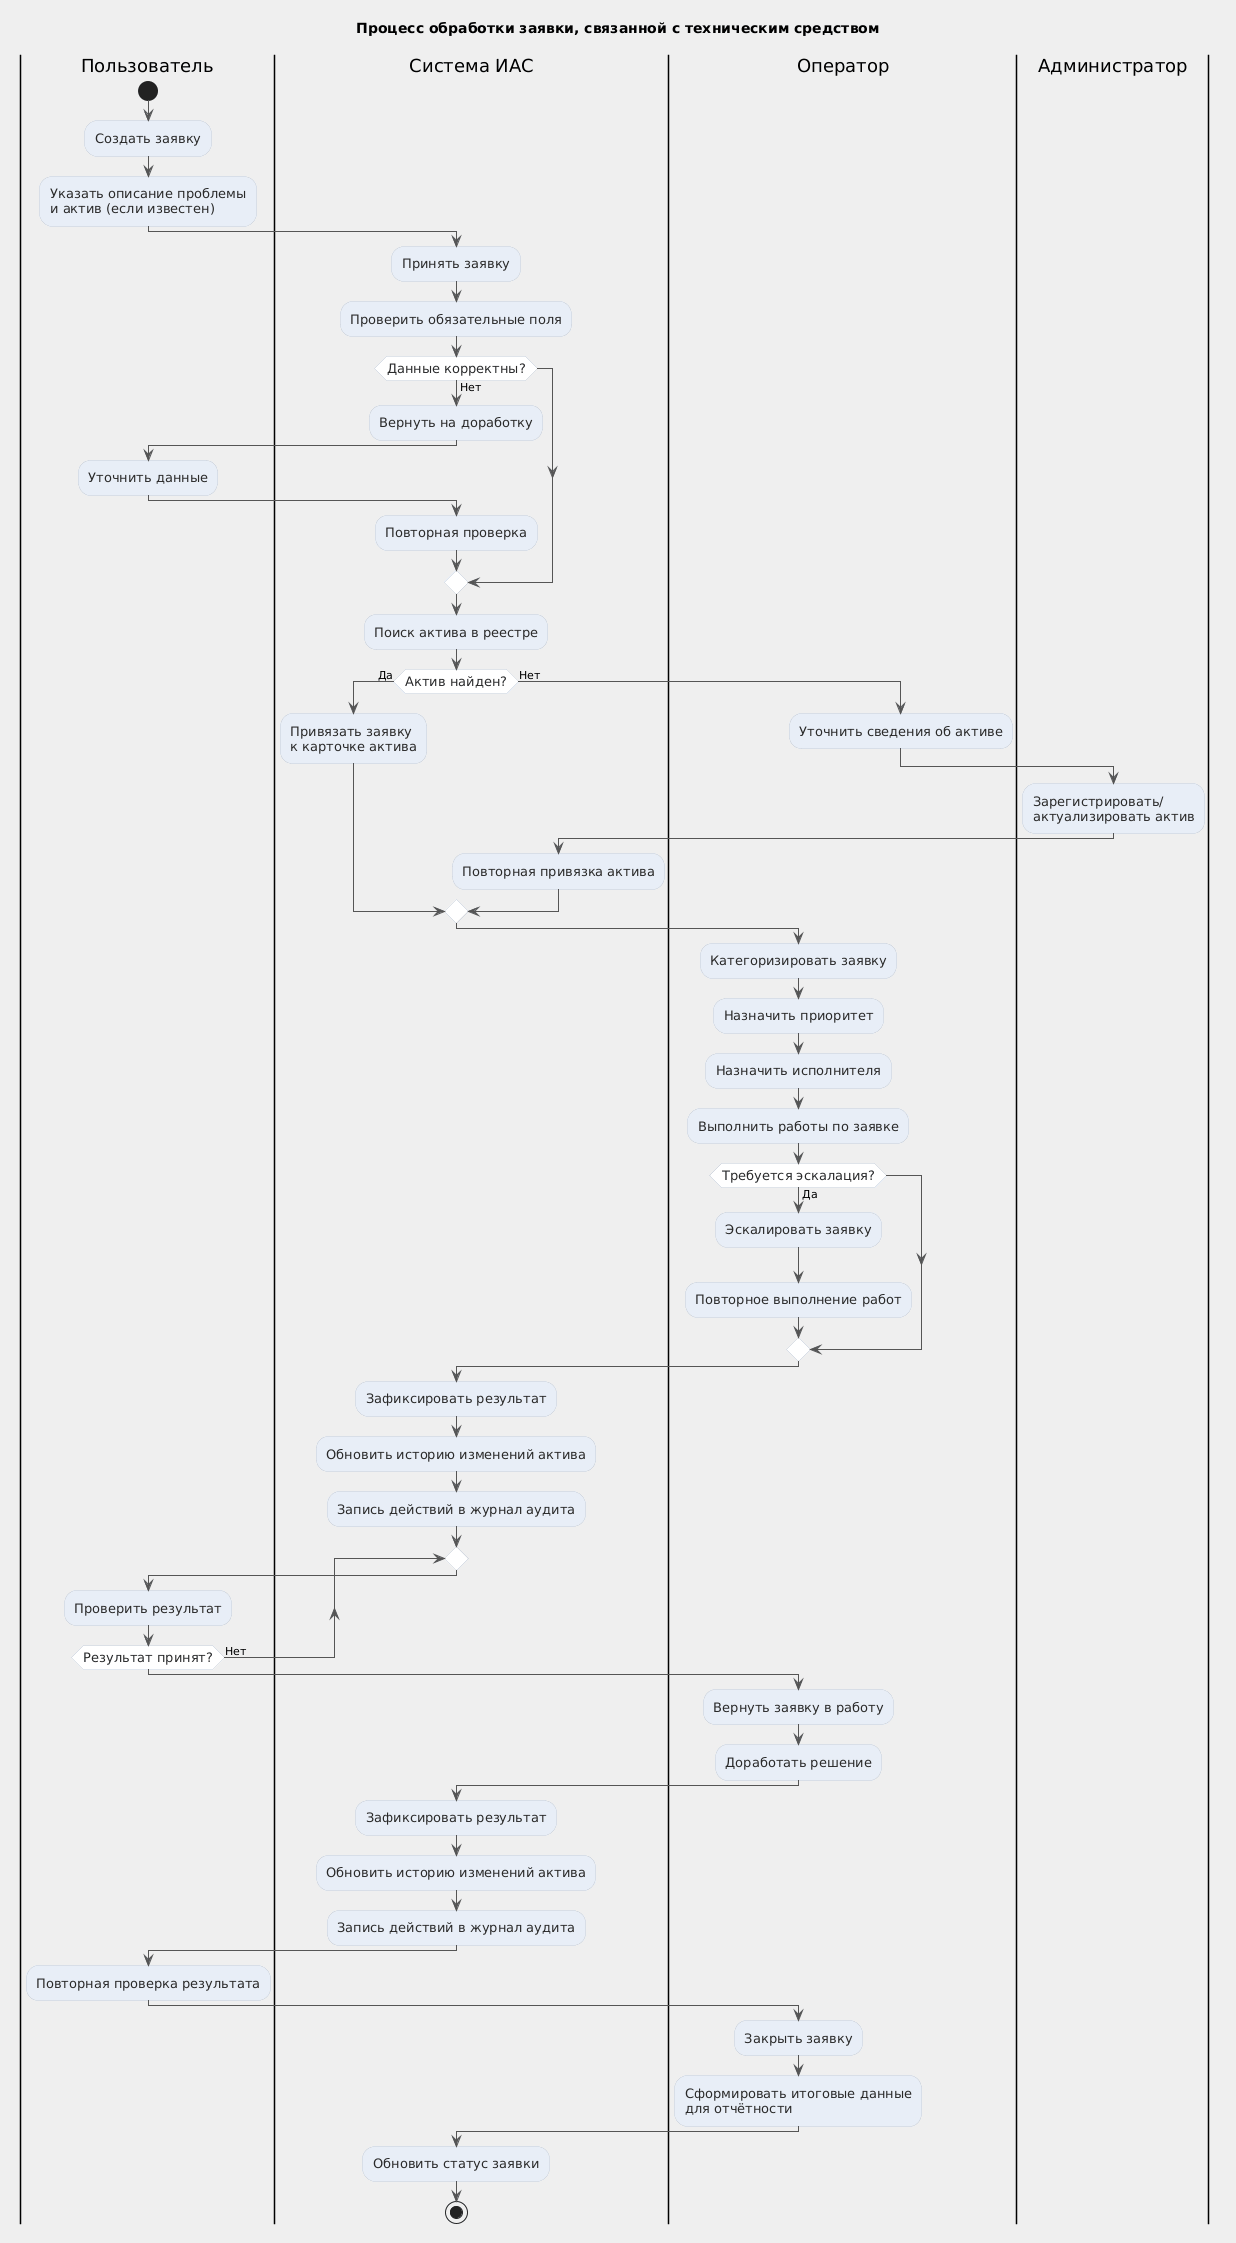 Процесс обработки заявки, связанной с техническим средством
Пользователь
Система ИАС
Оператор
Администратор
Создать заявку
Указать описание проблемы
и актив (если известен)
Принять заявку
Проверить обязательные поля
Данные корректны?
Нет
Вернуть на доработку
Уточнить данные
Повторная проверка
Поиск актива в реестре
Да
Актив найден?
Нет
Привязать заявку
к карточке актива
Уточнить сведения об активе
Зарегистрировать/
актуализировать актив
Повторная привязка актива
Категоризировать заявку
Назначить приоритет
Назначить исполнителя
Выполнить работы по заявке
Требуется эскалация?
Да
Эскалировать заявку
Повторное выполнение работ
Зафиксировать результат
Обновить историю изменений актива
Запись действий в журнал аудита
Проверить результат
Результат принят?
Нет
Вернуть заявку в работу
Доработать решение
Зафиксировать результат
Обновить историю изменений актива
Запись действий в журнал аудита
Повторная проверка результата
Закрыть заявку
Сформировать итоговые данные
для отчётности
Обновить статус заявки